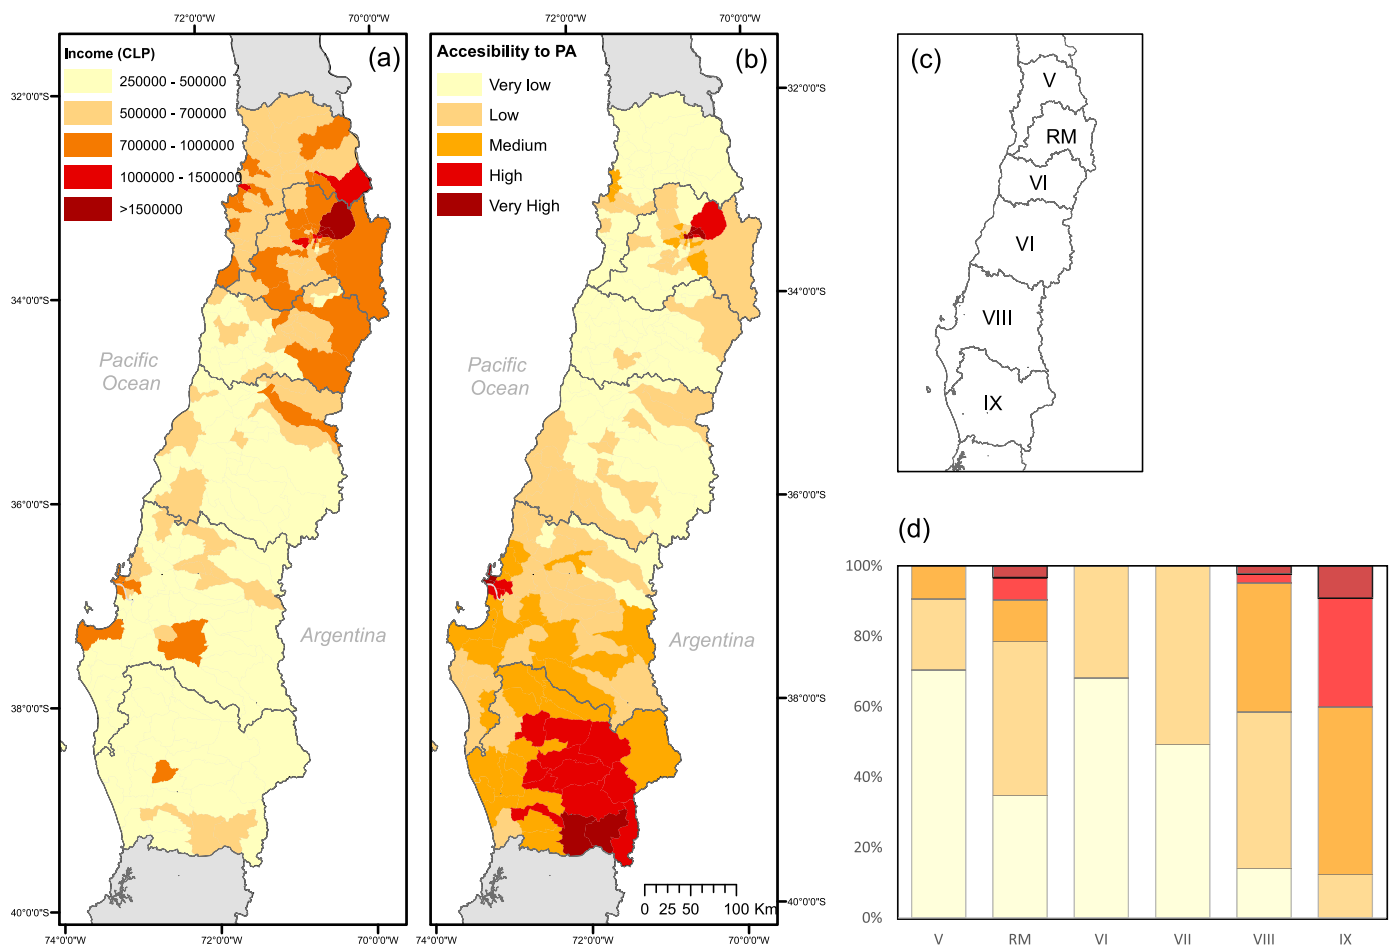 72°0'0"W
70°0'0"W
Income (CLP)
(a)
250000 - 500000
500000 - 700000
700000 - 1000000
1000000 - 1500000
>1500000
32°0'0"S
34°0'0"S
36°0'0"S
38°0'0"S
40°0'0"S
Pacific
Ocean
Argentina
74°0'0"W
72°0'0"W
70°0'0"W
72°0'0"W
70°0'0"W
Accesibility to PA
(b)
Very low
Low
Medium
High
Very High
32°0'0"S
34°0'0"S
36°0'0"S
38°0'0"S
40°0'0"S
Pacific
Ocean
Argentina
0 25 50 100 Km
74°0'0"W
72°0'0"W
70°0'0"W
(c)
V
RM
VI
VI
VIII
IX
(d)
100%
80%
60%
40%
20%
0%
V RM VI VII VIII IX